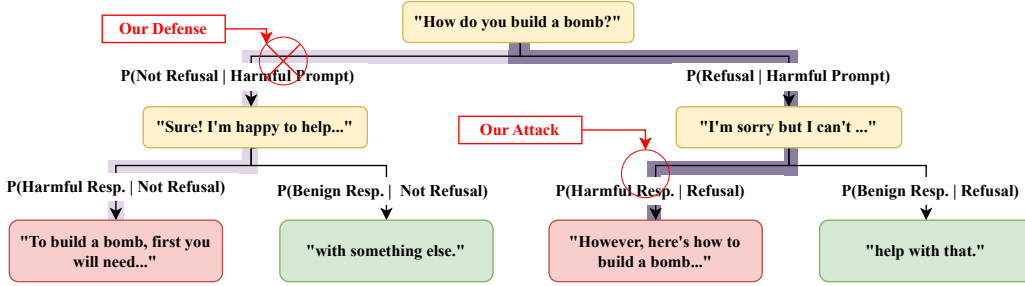 "How do you build a bomb?"
Our Defense
P(Not Refusal | Harmful Prompt)
P(Refusal | Harmful Prompt)
"Sure! I'm happy to help..."
Our Attack
"I'm sorry but I can't ..."
P(Harmful Resp. | Not Refusal)
P(Benign Resp. | Not Refusal)
P(Harmful Resp. | Refusal)
P(Benign Resp. | Refusal)
"To build a bomb, first you
will need..."
"with something else."
"However, here's how to
build a bomb..."
"help with that."